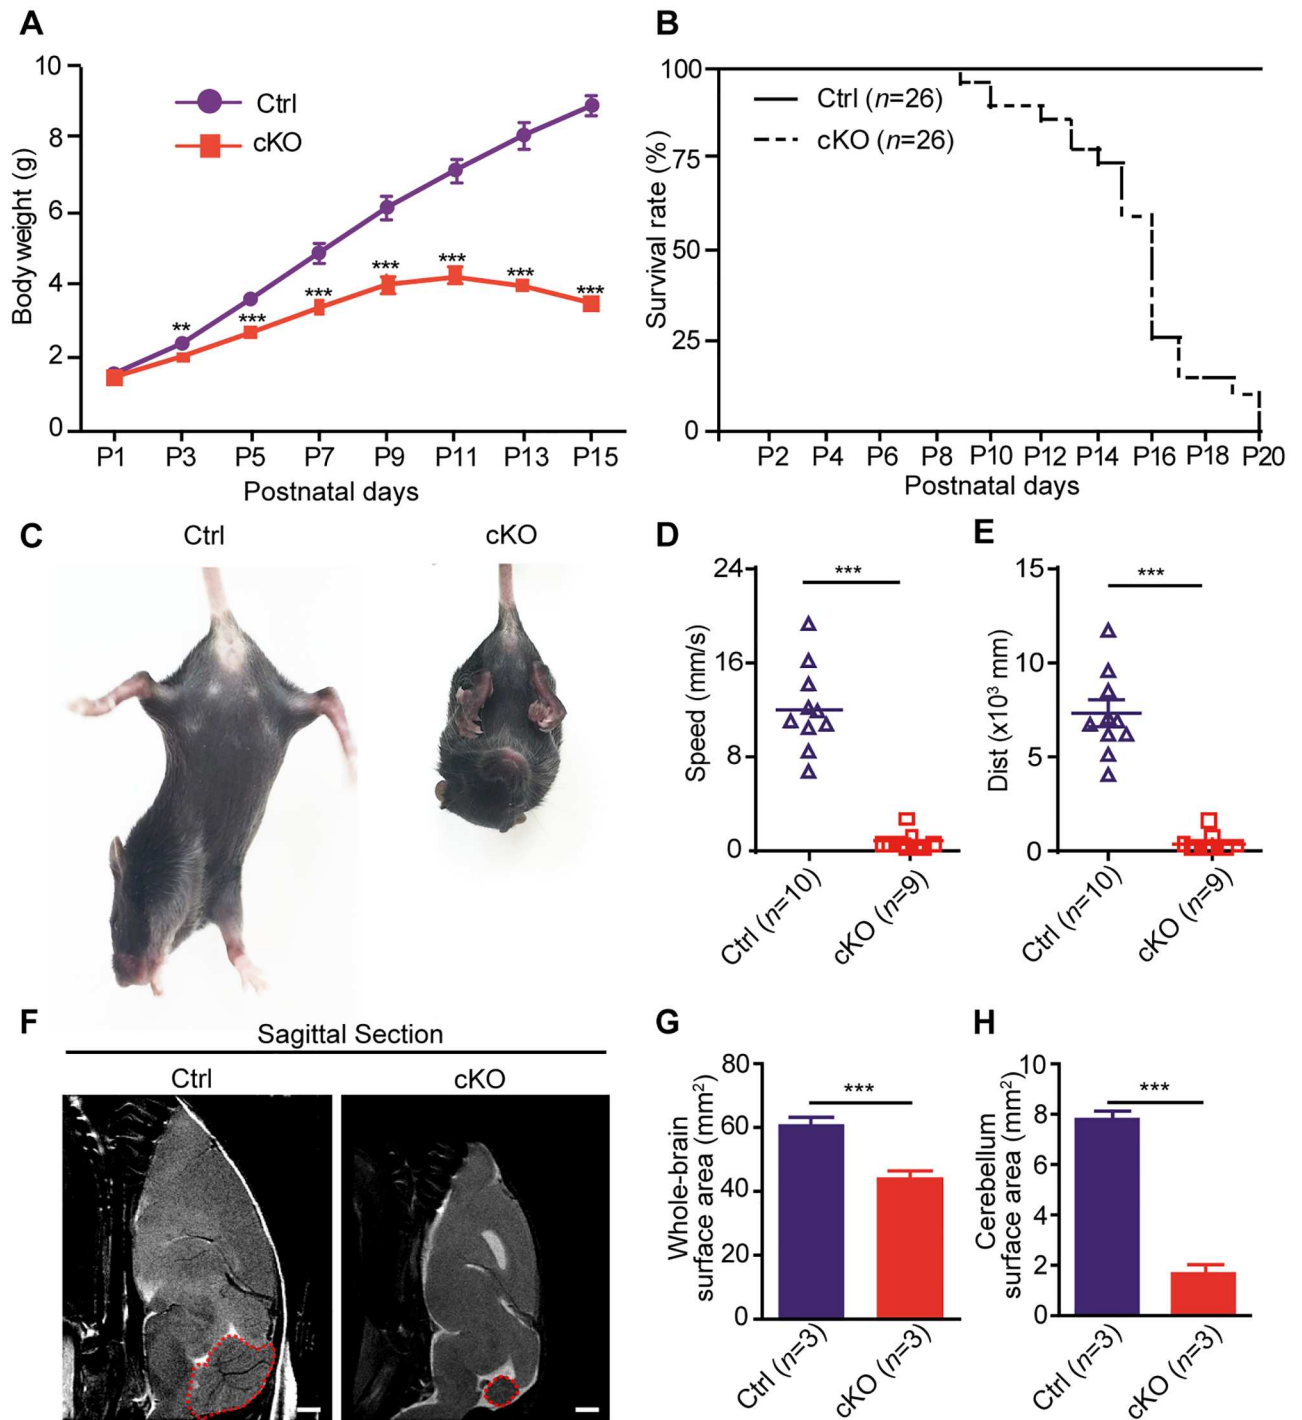 A
10
8
6
4
2
0
Body weight (g)
Ctrl
cKO
**
***
***
***
***
***
***
P1 P3 P5 P7 P9 P11 P13 P15
Postnatal days
B
100
75
50
25
0
Survival rate (%)
Ctrl (n=26)
cKO (n=26)
P2 P4 P6 P8 P10 P12 P14 P16 P18 P20
Postnatal days
C
Ctrl cKO
D
24
16
8
0
Speed (mm/s)
***
Ctrl (n=10)
cKO (n=9)
E
15
10
5
0
Dist (x10³ mm)
***
Ctrl (n=10)
cKO (n=9)
F
Sagittal Section
Ctrl cKO
G
80
60
40
20
0
Whole-brain
surface area (mm²)
***
Ctrl (n=3)
cKO (n=3)
H
10
8
6
4
2
0
Cerebellum
surface area (mm²)
***
Ctrl (n=3)
cKO (n=3)